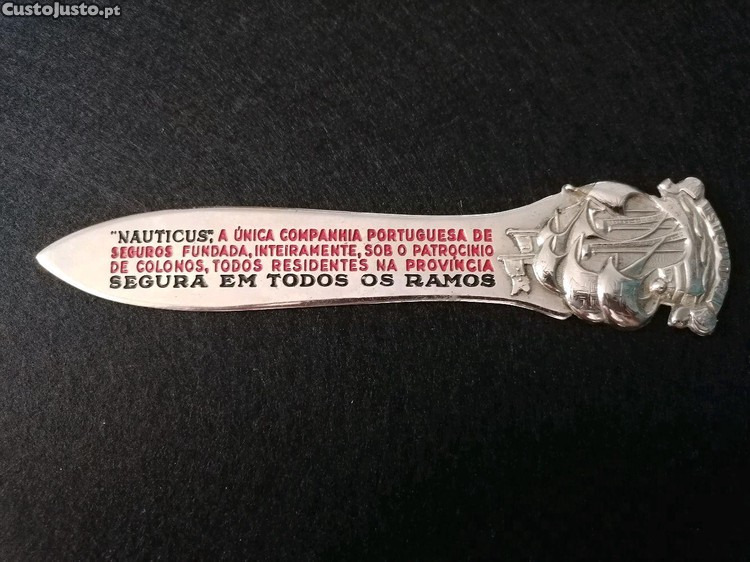 CustoJusto.pt
"NAUTICUS", A ÚNICA COMPANHIA PORTUGUESA DE
SEGUROS FUNDADA, INTEIRAMENTE, SOB O PATROCINIO
DE COLONOS, TODOS RESIDENTES NA PROVÍNCIA
SEGURA EM TODOS OS RAMOS